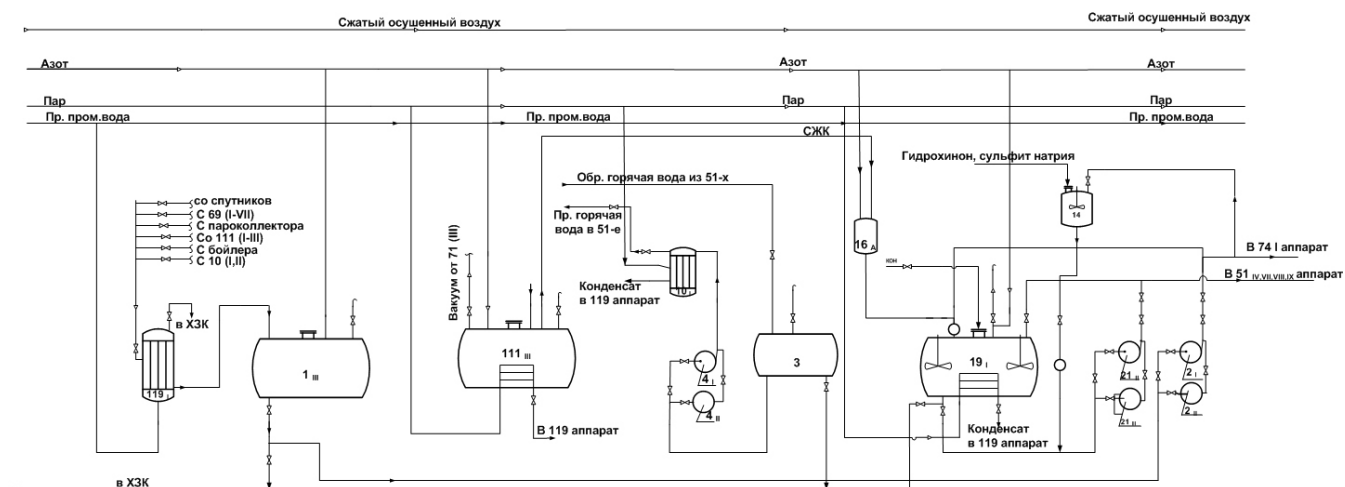 Сжатый осушенный воздух
Сжатый осушенный воздух
Азот
Азот
Азот
Пар
Пар
Пар
Пр. пром.вода
Пр. пром.вода
Пр. пром.вода
СЖК
Гидрохинон, сульфит натрия
Обр. горячая вода из 51-х
со спутников
С 69 (I-VII)
С пароколлектора
Со 111 (I-III)
С бойлера
С 10 (I,II)
Пр. горячая
вода в 51-е
Вакуум от 71 (III)
14
16 А
В 74 I аппарат
КОН
В 51 IV,VII,VIII,IX аппарат
10 I
Конденсат
в 119 аппарат
в ХЗК
119 I
1 III
111 III
3
19 I
4 I
4 II
21 II
21 II
2 I
2 II
В 119 аппарат
Конденсат
в 119 аппарат
в ХЗК